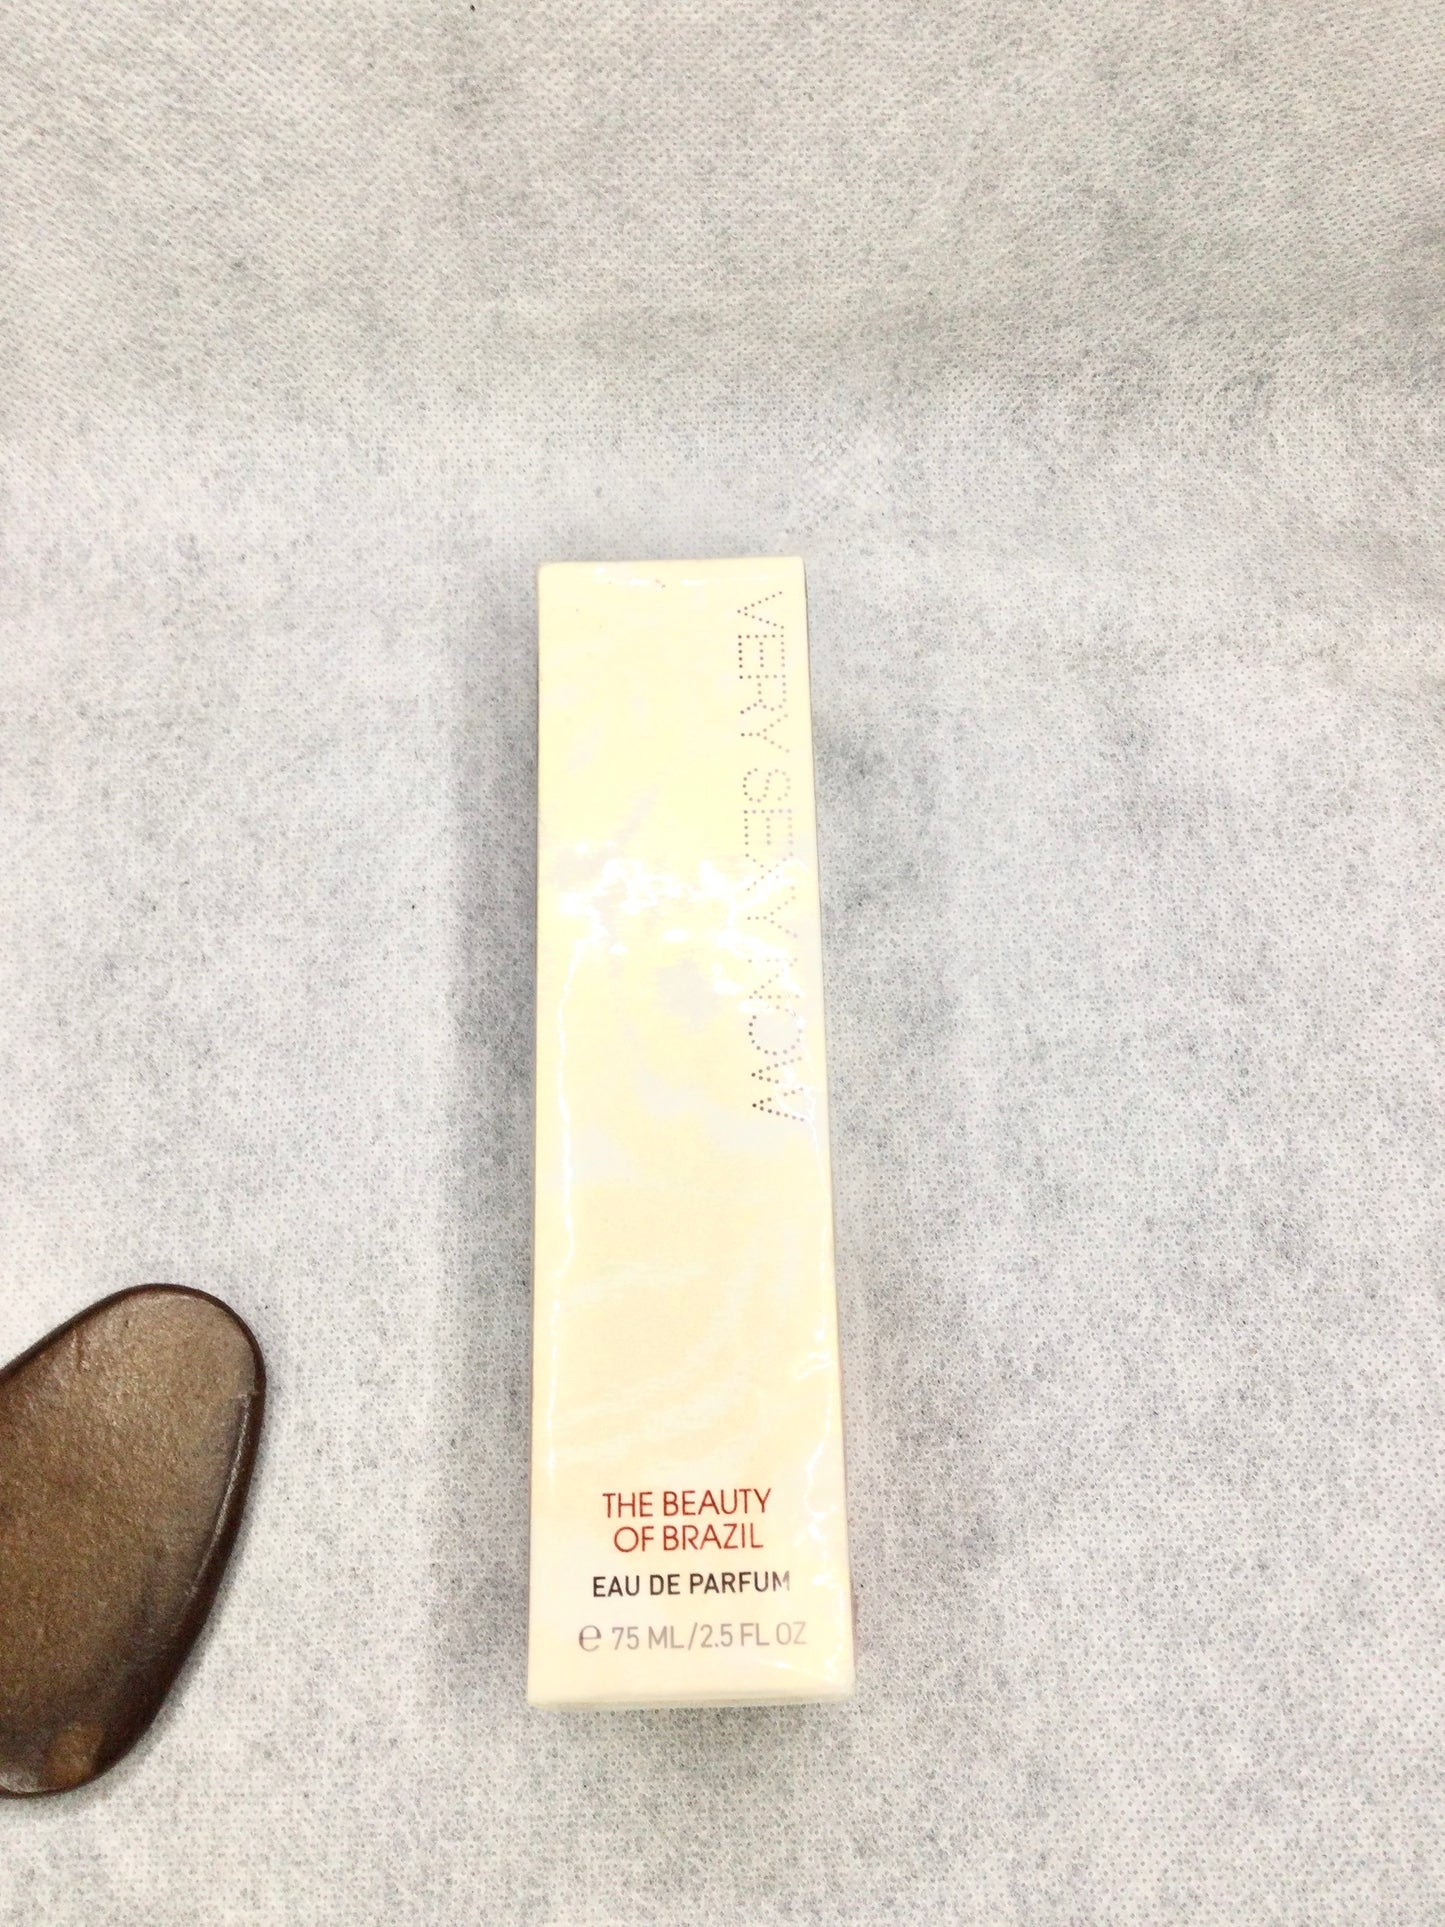 VERY SEXY NOW
THE BEAUTY
OF BRAZIL
EAU DE PARFUM
e 75 ML/2.5 FL OZ